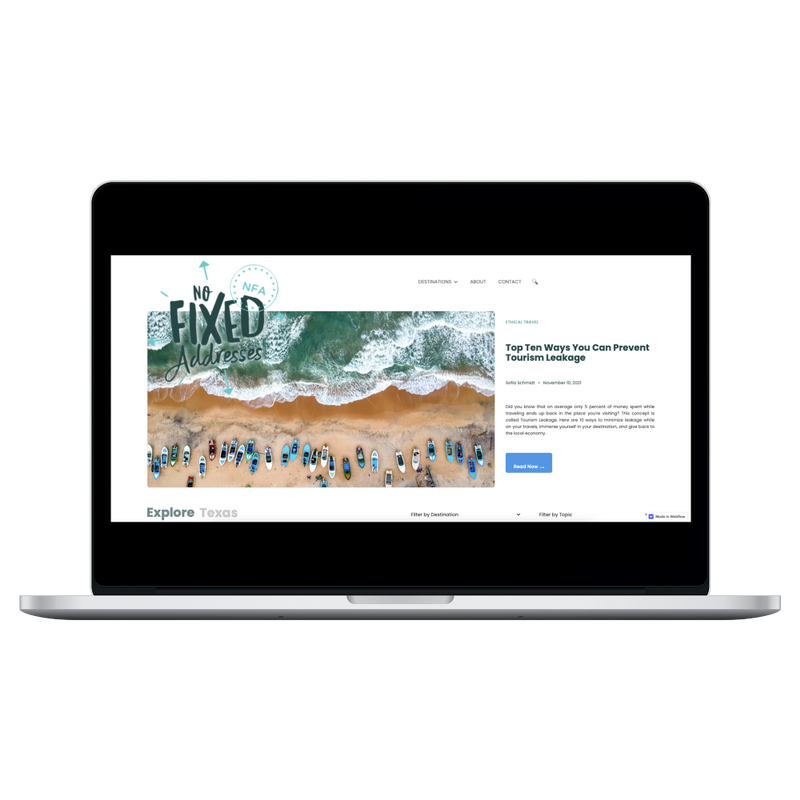 NO
FIXED
Addresses
NFA
DESTINATIONS ABOUT CONTACT
ETHICAL TRAVEL
Top Ten Ways You Can Prevent
Tourism Leakage
Sofia Schmidt • November 10, 2021
Did you know that on average only 5 percent of money spent while
traveling ends up back in the place you're visiting? This concept is
called Tourism Leakage. Here are 10 ways to minimize leakage while
on your travels, immerse yourself in your destination, and give back to
the local economy.
Read Now →
Explore Texas
Filter by Destination
Filter by Topic
Made in Webflow